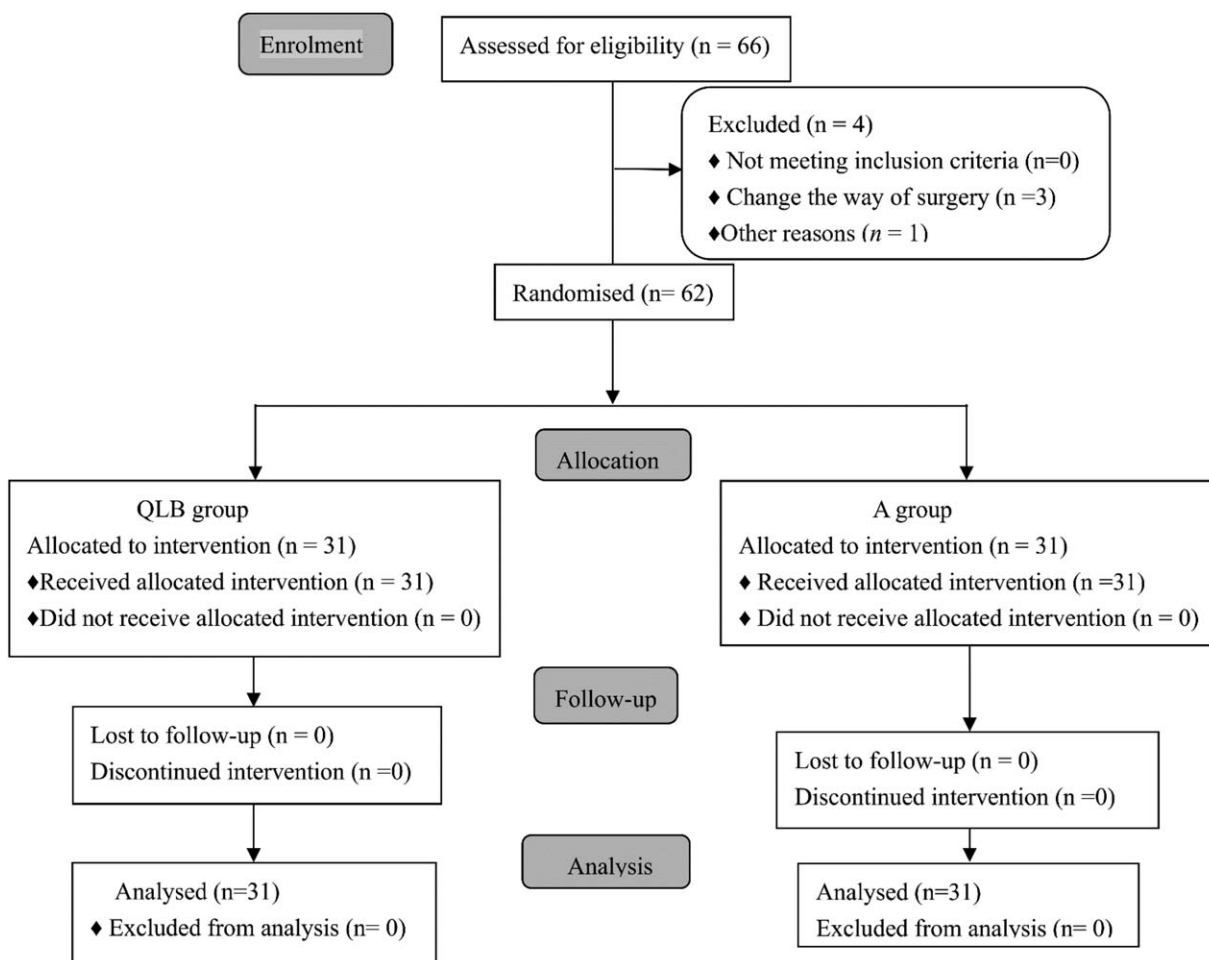 Enrolment
Assessed for eligibility (n = 66)
Excluded (n = 4)
♦ Not meeting inclusion criteria (n=0)
♦ Change the way of surgery (n =3)
♦Other reasons (n = 1)
Randomised (n= 62)
Allocation
QLB group
Allocated to intervention (n = 31)
♦Received allocated intervention (n = 31)
♦Did not receive allocated intervention (n = 0)
A group
Allocated to intervention (n = 31)
♦ Received allocated intervention (n =31)
♦ Did not receive allocated intervention (n = 0)
Follow-up
Lost to follow-up (n = 0)
Discontinued intervention (n =0)
Lost to follow-up (n = 0)
Discontinued intervention (n =0)
Analysis
Analysed (n=31)
♦ Excluded from analysis (n= 0)
Analysed (n=31)
Excluded from analysis (n= 0)